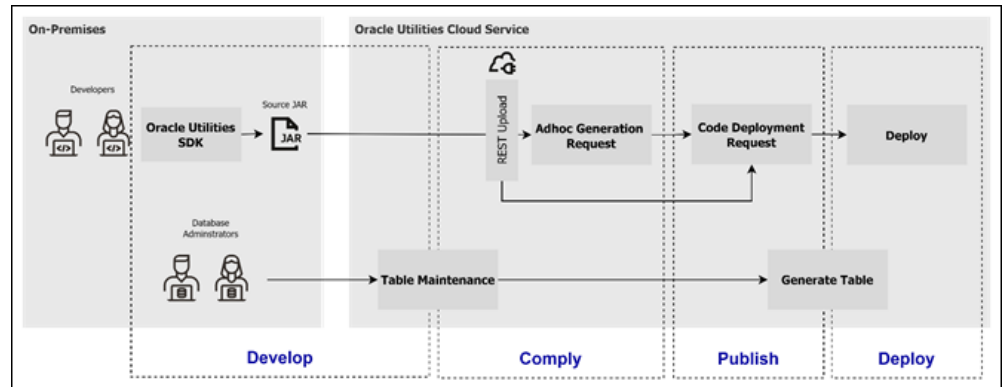 On-Premises
Oracle Utilities Cloud Service
Developers
</>
</>
Oracle Utilities
SDK
Source JAR
JAR
REST Upload
Adhoc Generation
Request
Code Deployment
Request
Deploy
Database
Adminstrators
Table Maintenance
Generate Table
Develop
Comply
Publish
Deploy